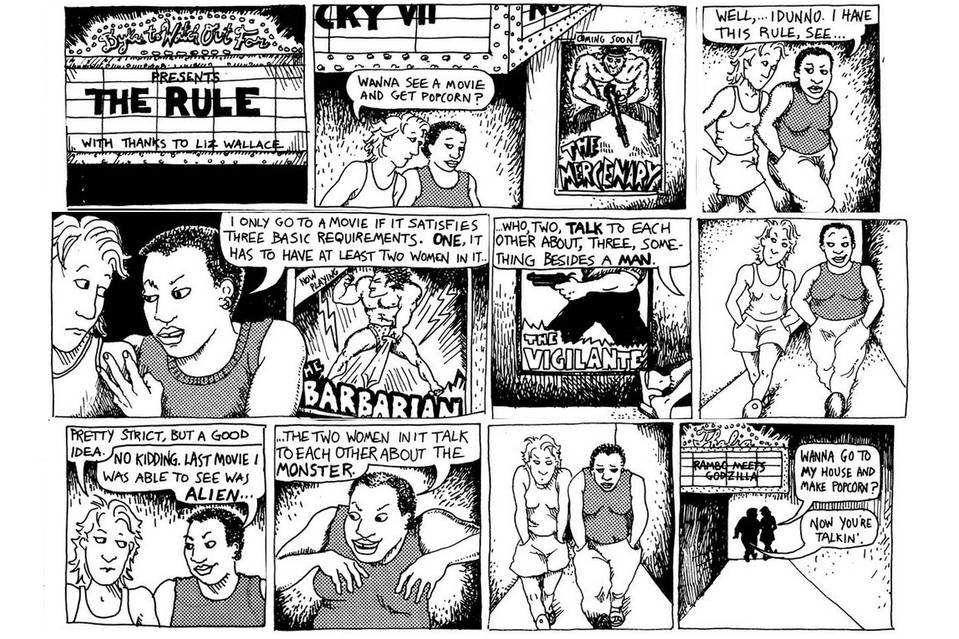 Dykes to Watch Out For
PRESENTS
THE RULE
WITH THANKS TO LIZ WALLACE
CKY VII
WANNA SEE A MOVIE
AND GET POPCORN?
COMING SOON!
THE
MERCENARY
WELL,... I DUNNO. I HAVE
THIS RULE, SEE...
I ONLY GO TO A MOVIE IF IT SATISFIES
THREE BASIC REQUIREMENTS. ONE, IT
HAS TO HAVE AT LEAST TWO WOMEN IN IT...
NOW
PLAYING
THE
BARBARIAN
...WHO, TWO, TALK TO EACH
OTHER ABOUT, THREE, SOME-
THING BESIDES A MAN.
THE
VIGILANTE
PRETTY STRICT, BUT A GOOD
IDEA.
NO KIDDING. LAST MOVIE I
WAS ABLE TO SEE WAS
ALIEN...
...THE TWO WOMEN IN IT TALK
TO EACH OTHER ABOUT THE
MONSTER.
Thalia
RAMBO MEETS
GODZILLA
WANNA GO TO
MY HOUSE AND
MAKE POPCORN?
NOW YOU'RE
TALKIN'.